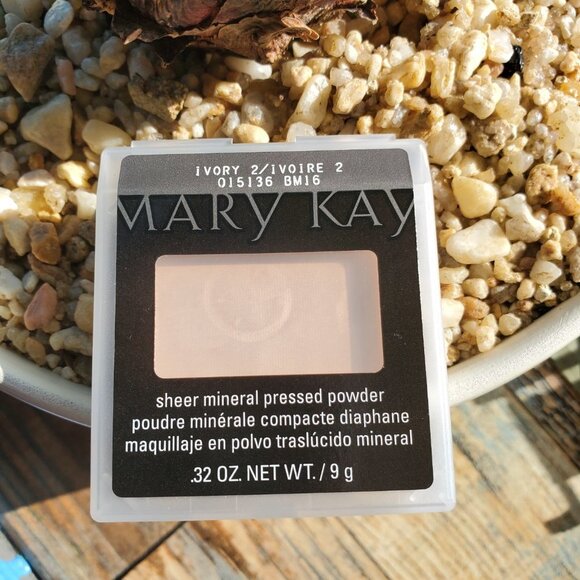 IVORY 2/IVOIRE 2
015136 BM16
MARY KAY
sheer mineral pressed powder
poudre minérale compacte diaphane
maquillaje en polvo traslúcido mineral
.32 OZ. NET WT. / 9 g